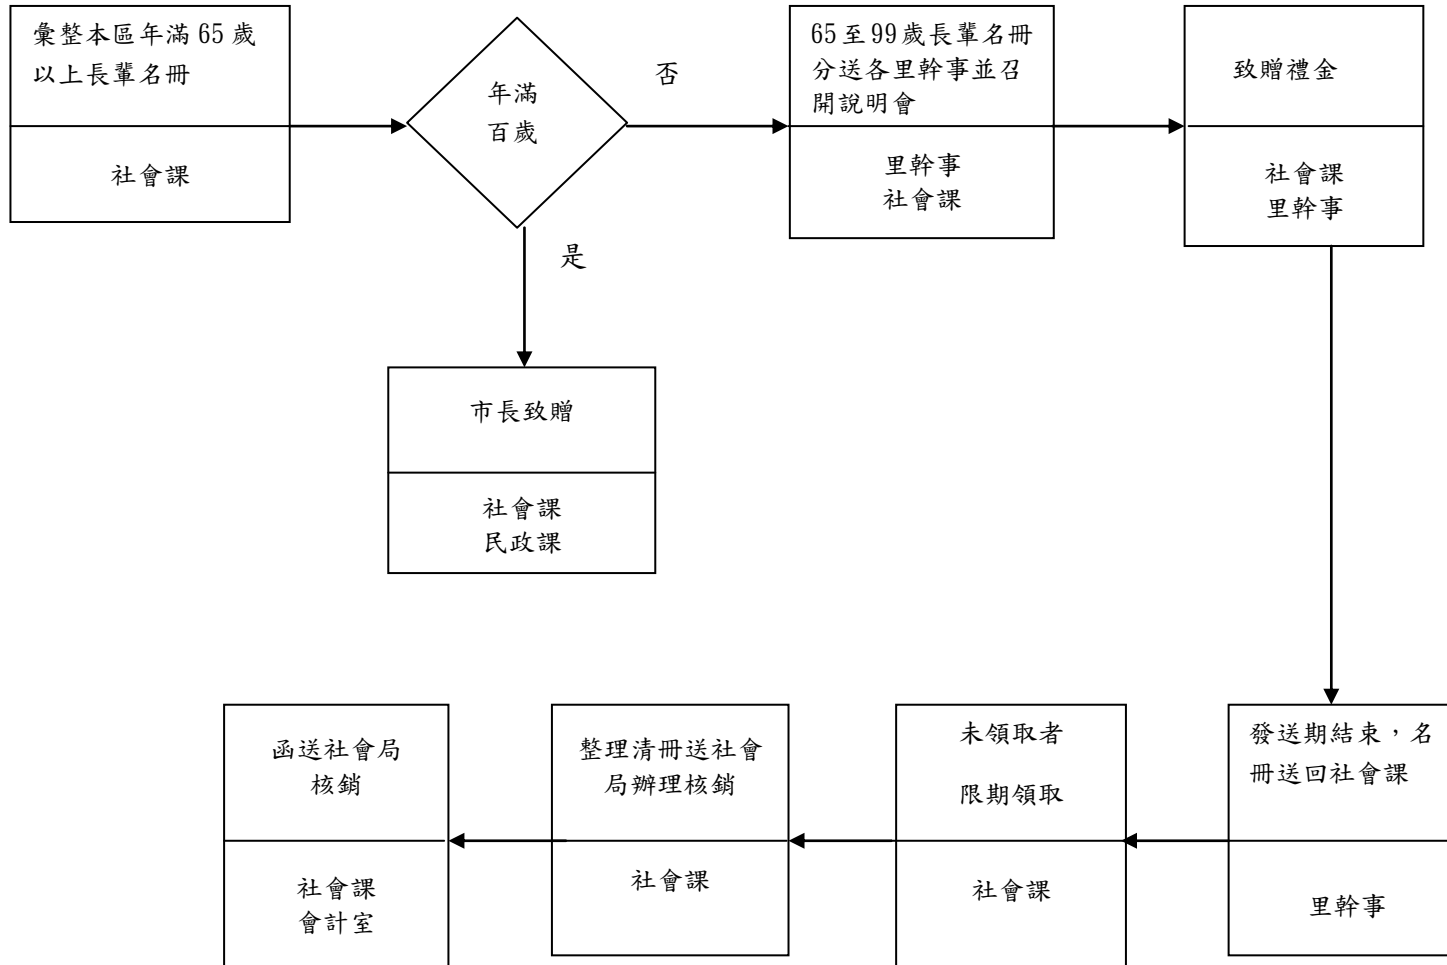 彙整本區年滿 65 歲
以上長輩名冊
社會課
年滿
百歲
否
是
65 至 99 歲長輩名冊
分送各里幹事並召
開說明會
里幹事
社會課
致贈禮金
社會課
里幹事
市長致贈
社會課
民政課
發送期結束，名
冊送回社會課
里幹事
未領取者
限期領取
社會課
整理清冊送社會
局辦理核銷
社會課
函送社會局
核銷
社會課
會計室